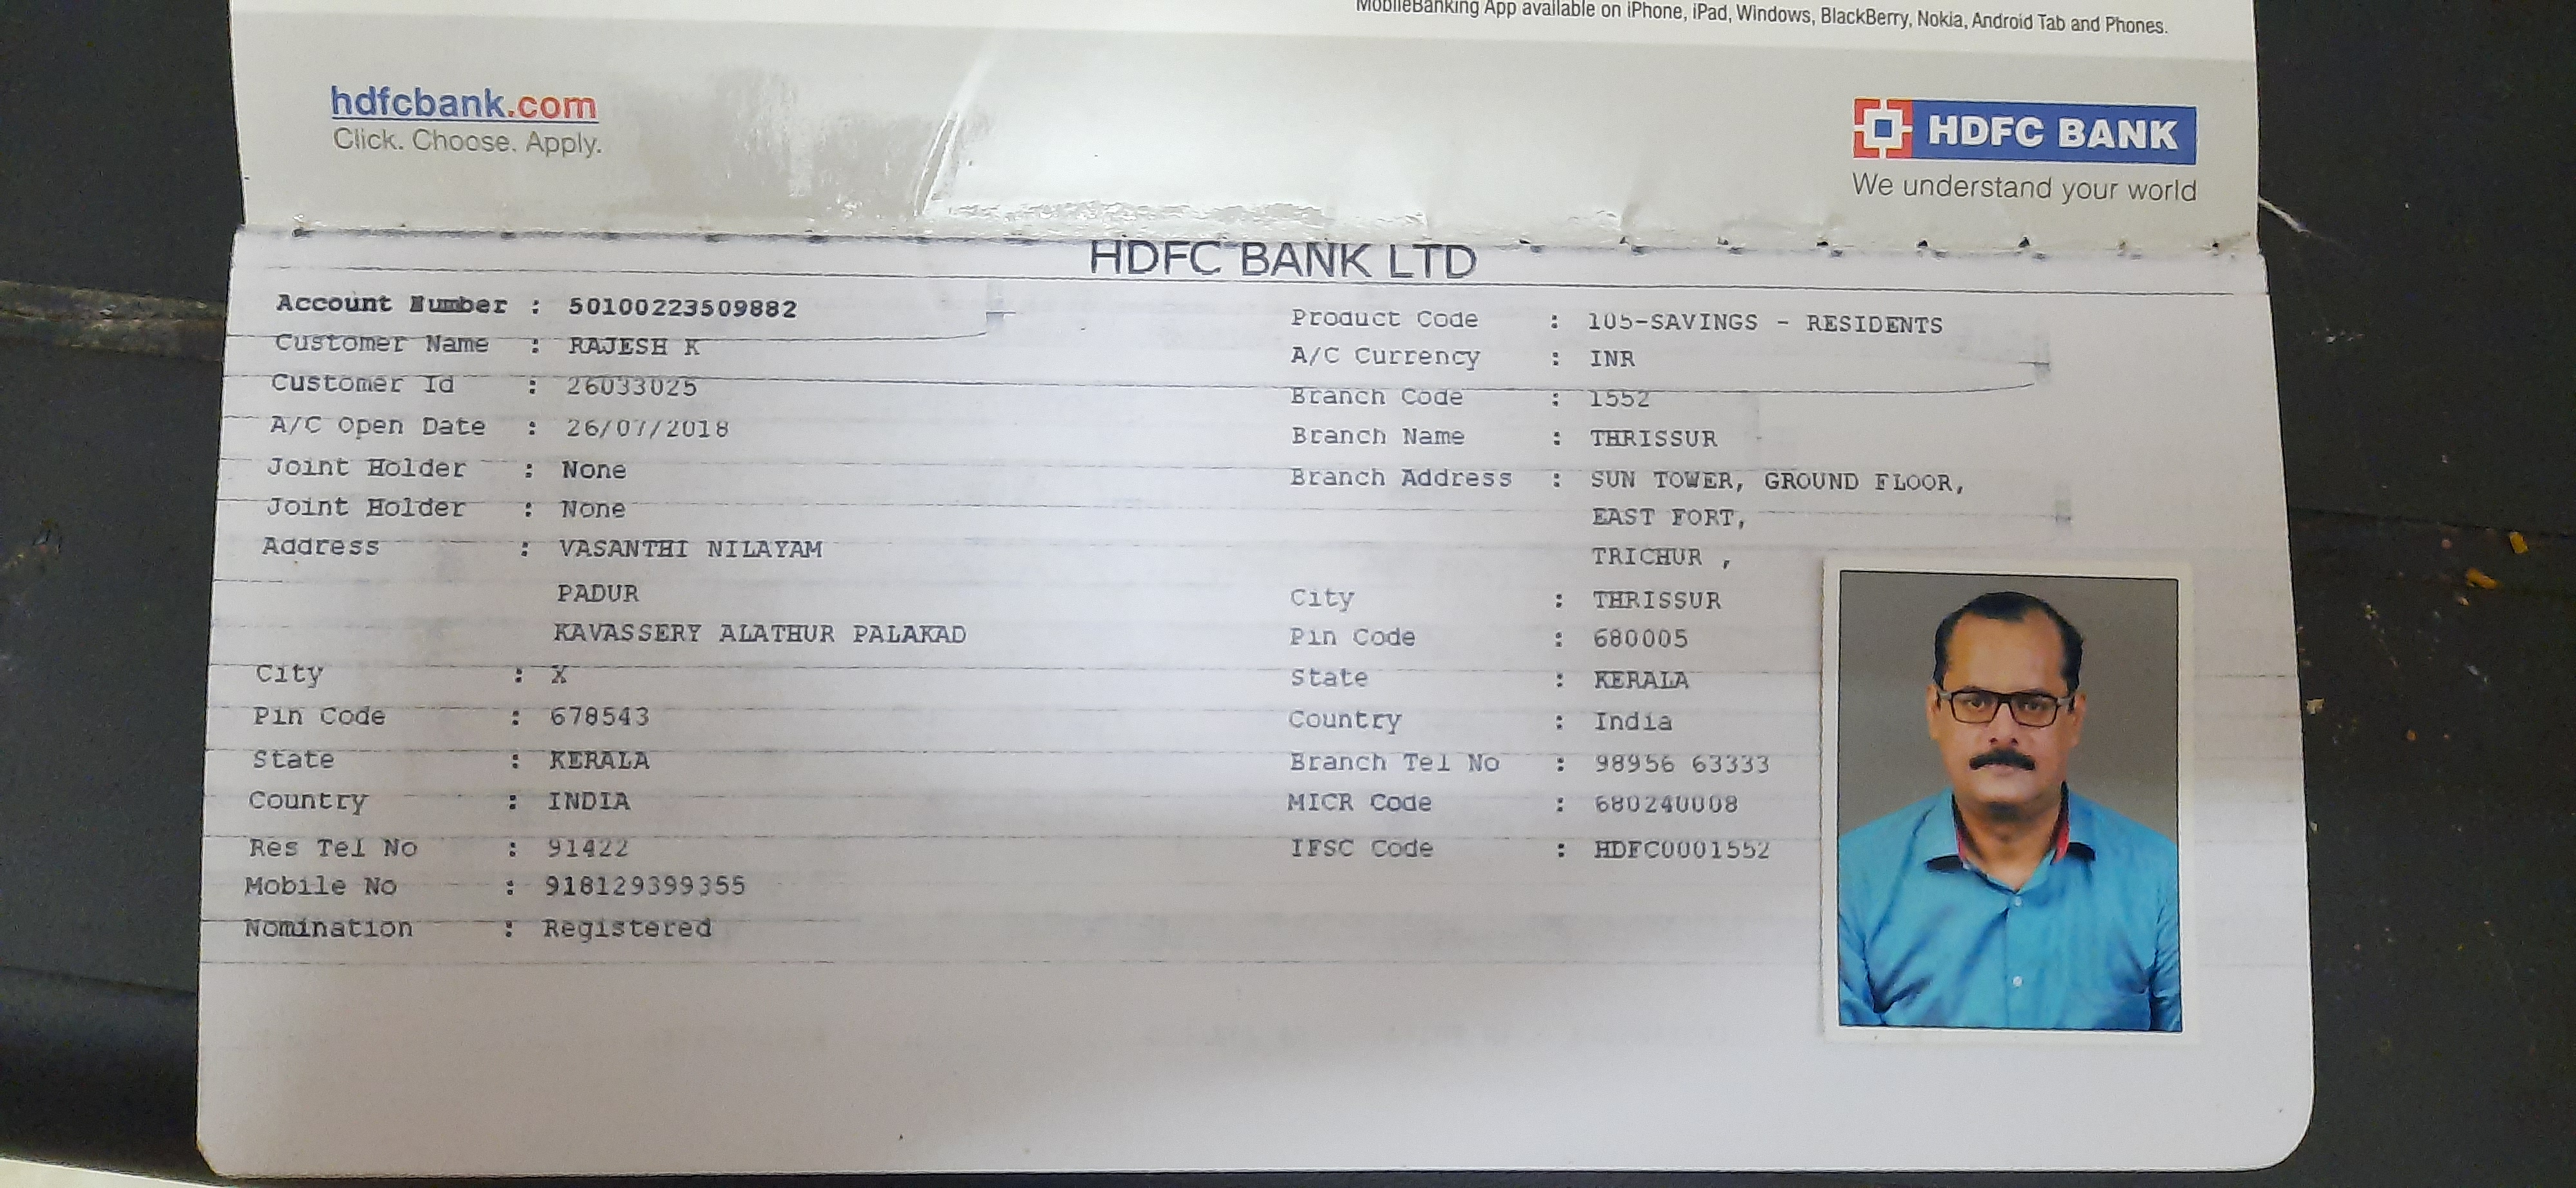 MobileBanking App available on iPhone, iPad, Windows, BlackBerry, Nokia, Android Tab and Phones.
hdfcbank.com
Click. Choose. Apply.
HDFC BANK
We understand your world
HDFC BANK LTD
Account Number : 50100223509882
Customer Name : RAJESH K
Customer Id : 26033025
A/C Open Date : 26/07/2018
Joint Holder : None
Joint Holder : None
Address : VASANTHI NILAYAM
PADUR
KAVASSERY ALATHUR PALAKAD
City : X
Pin Code : 678543
State : KERALA
Country : INDIA
Res Tel No : 91422
Mobile No : 918129399355
Nomination : Registered
Product Code : 105-SAVINGS - RESIDENTS
A/C Currency : INR
Branch Code : 1552
Branch Name : THRISSUR
Branch Address : SUN TOWER, GROUND FLOOR,
EAST FORT,
TRICHUR ,
City : THRISSUR
Pin Code : 680005
State : KERALA
Country : India
Branch Tel No : 98956 63333
MICR Code : 680240008
IFSC Code : HDFC0001552